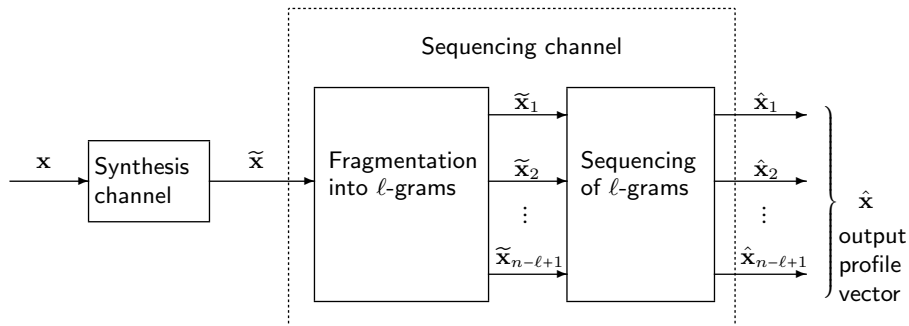 Sequencing channel
x
Synthesis
channel
x̃
Fragmentation
into ℓ-grams
x̃₁
x̃₂
⋮
x̃ₙ₋ℓ₊₁
Sequencing
of ℓ-grams
x̂₁
x̂₂
⋮
x̂ₙ₋ℓ₊₁
x̂
output
profile
vector